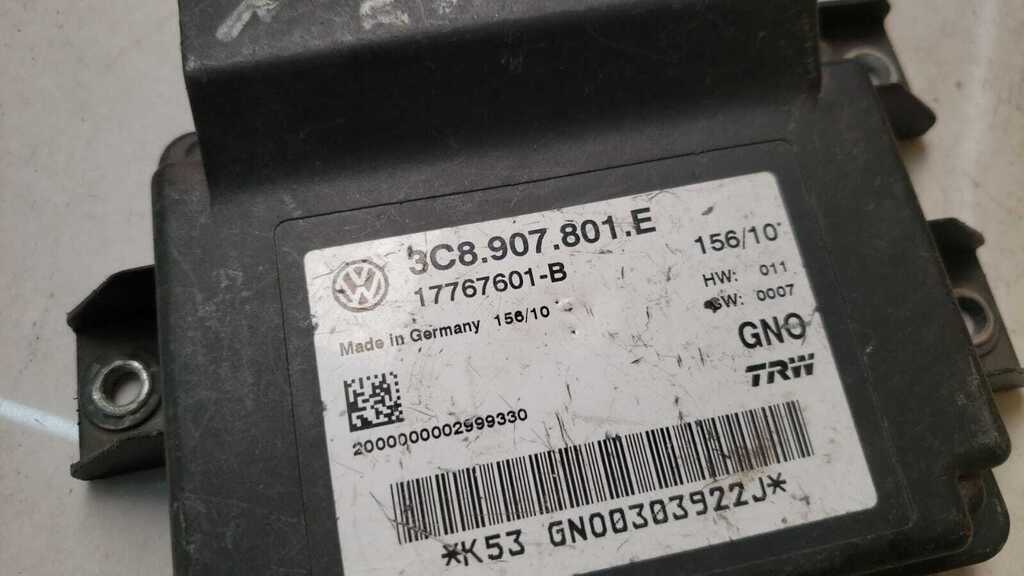 3C8.907.801.E
17767601-B
156/10
HW: 011
SW: 0007
Made in Germany 156/10
GNO
TRW
2000000002999330
*K53 GNO0303922J*